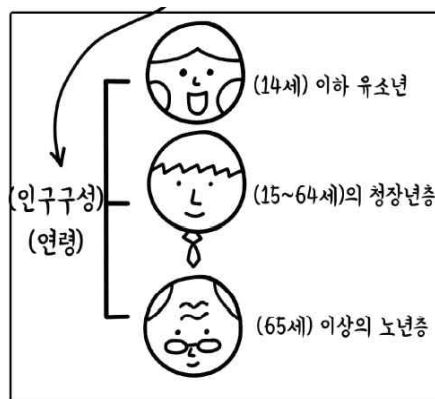 (14세) 이하 유소년
(인구구성)
(15~64세)의 청장년층
(연령)
(65세) 이상의 노년층